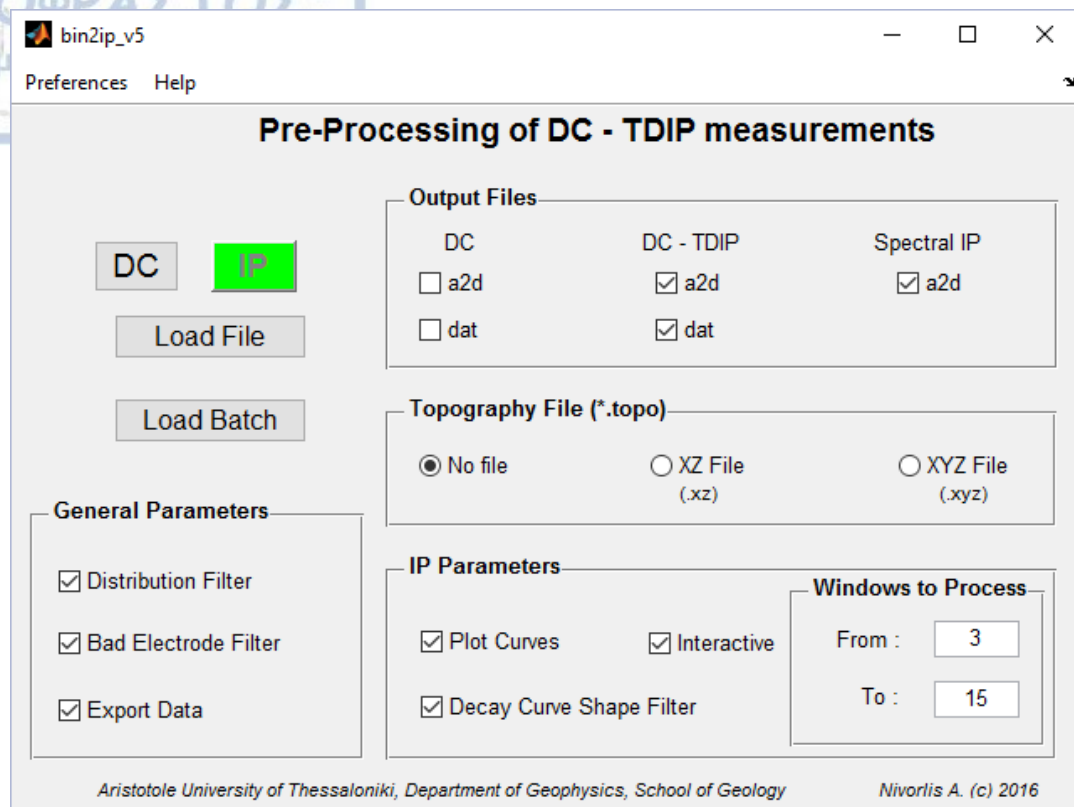 bin2ip_v5
Preferences Help
Pre-Processing of DC - TDIP measurements
DC IP
Load File
Load Batch
Output Files
DC DC - TDIP Spectral IP
a2d a2d a2d
dat dat
Topography File (*.topo)
No file XZ File XYZ File
(.xz) (.xyz)
General Parameters
Distribution Filter
Bad Electrode Filter
Export Data
IP Parameters
Plot Curves Interactive
Decay Curve Shape Filter
Windows to Process
From : 3
To : 15
Aristotole University of Thessaloniki, Department of Geophysics, School of Geology Nivorlis A. (c) 2016